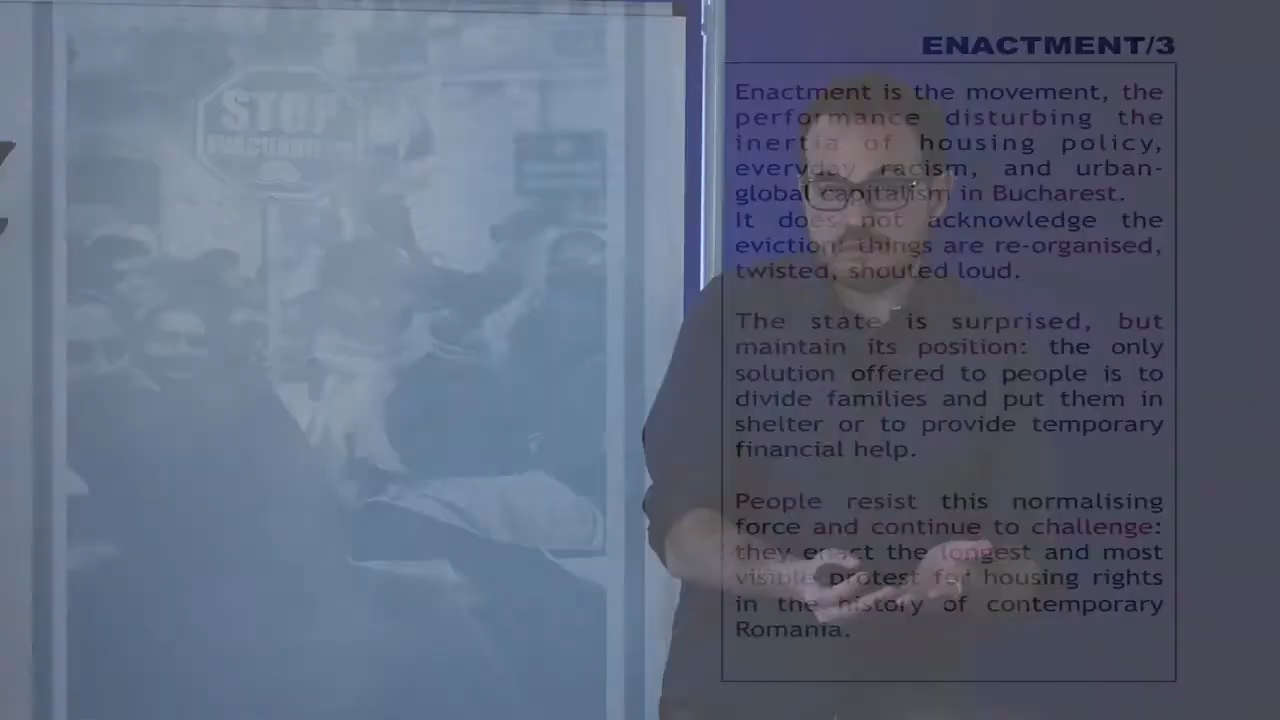 STOP
ENACTMENT/3
Enactment is the movement, the
performance disturbing the
inertia of housing policy,
everyday racism, and urban-
global capitalism in Bucharest.
It does not acknowledge the
eviction: things are re-organised,
twisted, shouted loud.
The state is surprised, but
maintain its position: the only
solution offered to people is to
divide families and put them in
shelter or to provide temporary
financial help.
People resist this normalising
force and continue to challenge:
they enact the longest and most
visible protest for housing rights
in the history of contemporary
Romania.